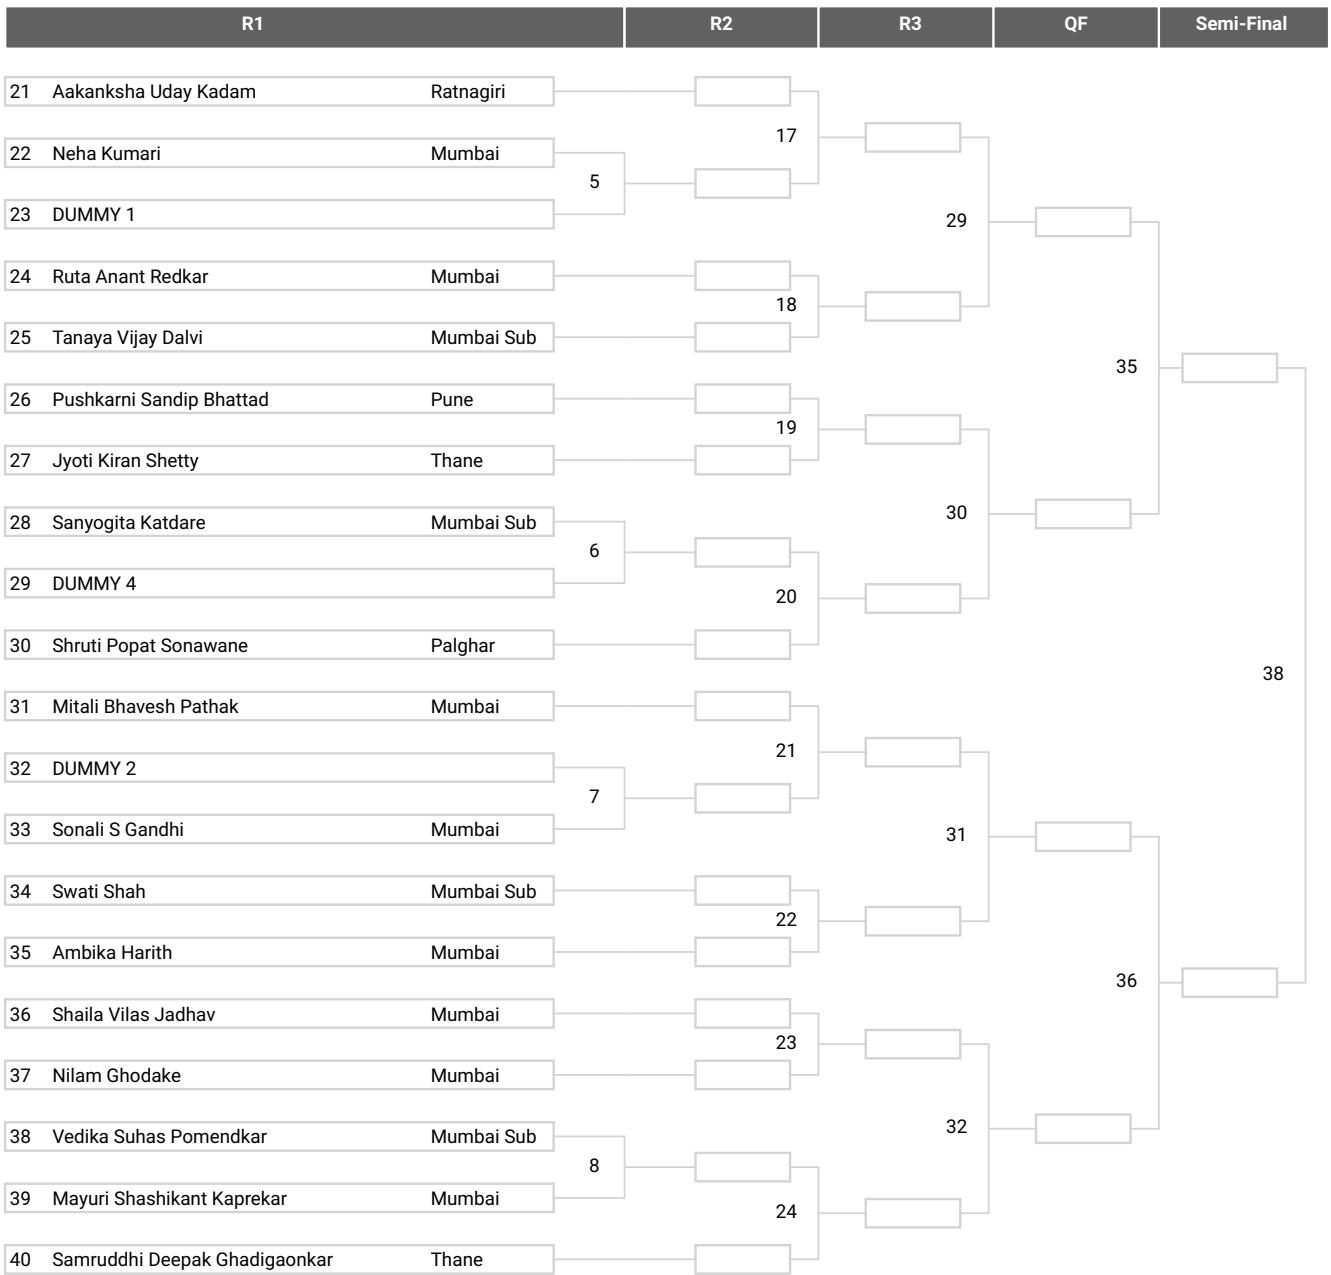 R1 R2 R3 QF Semi-Final
21 Aakanksha Uday Kadam Ratnagiri
17
22 Neha Kumari Mumbai
5
23 DUMMY 1
29
24 Ruta Anant Redkar Mumbai
18
25 Tanaya Vijay Dalvi Mumbai Sub
35
26 Pushkarni Sandip Bhattad Pune
19
27 Jyoti Kiran Shetty Thane
30
28 Sanyogita Katdare Mumbai Sub
6
29 DUMMY 4
20
30 Shruti Popat Sonawane Palghar
38
31 Mitali Bhavesh Pathak Mumbai
21
32 DUMMY 2
7
33 Sonali S Gandhi Mumbai
31
34 Swati Shah Mumbai Sub
22
35 Ambika Harith Mumbai
36
36 Shaila Vilas Jadhav Mumbai
23
37 Nilam Ghodake Mumbai
32
38 Vedika Suhas Pomendkar Mumbai Sub
8
39 Mayuri Shashikant Kaprekar Mumbai
24
40 Samruddhi Deepak Ghadigaonkar Thane